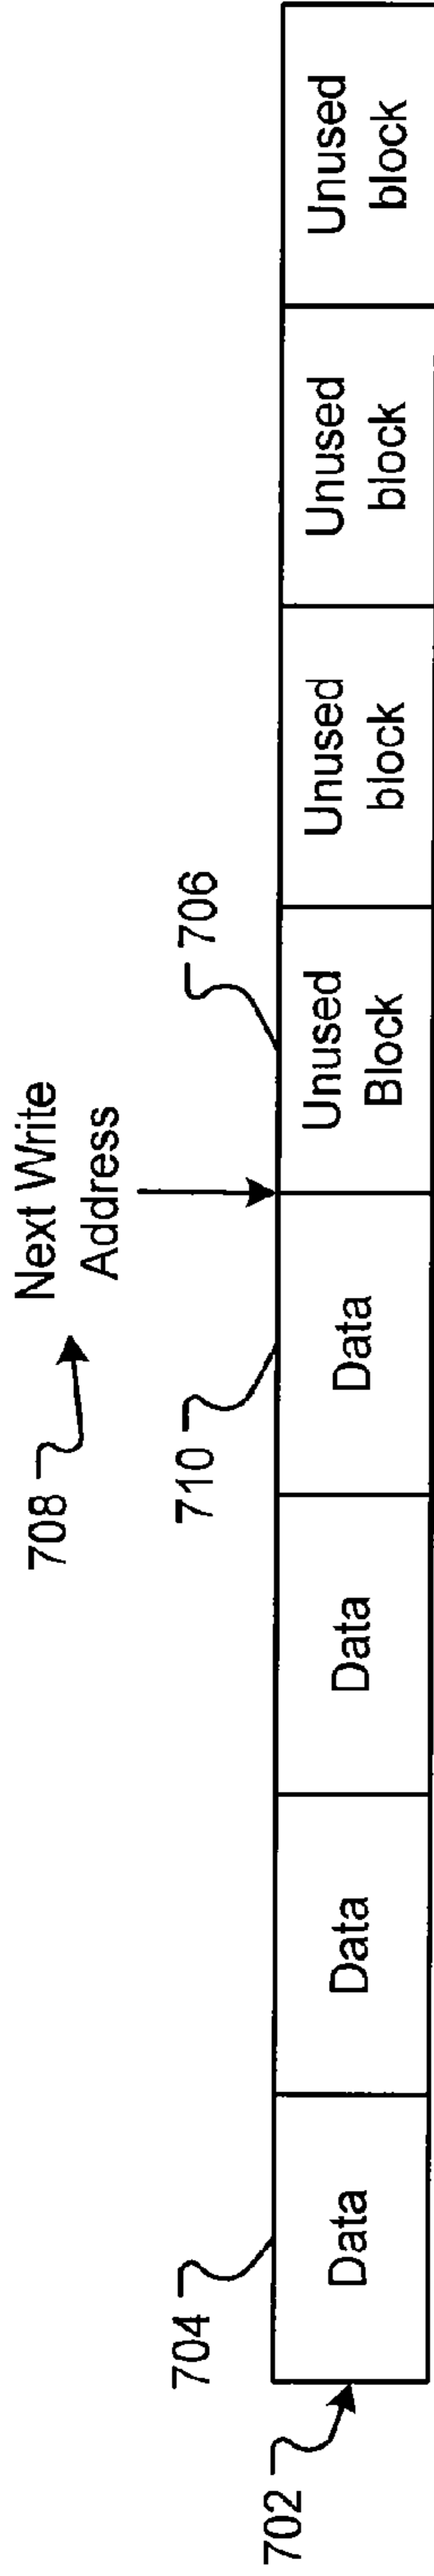 708
Next Write
Address
704
710
706
702
Data
Data
Data
Data
Unused
Block
Unused
block
Unused
block
Unused
block